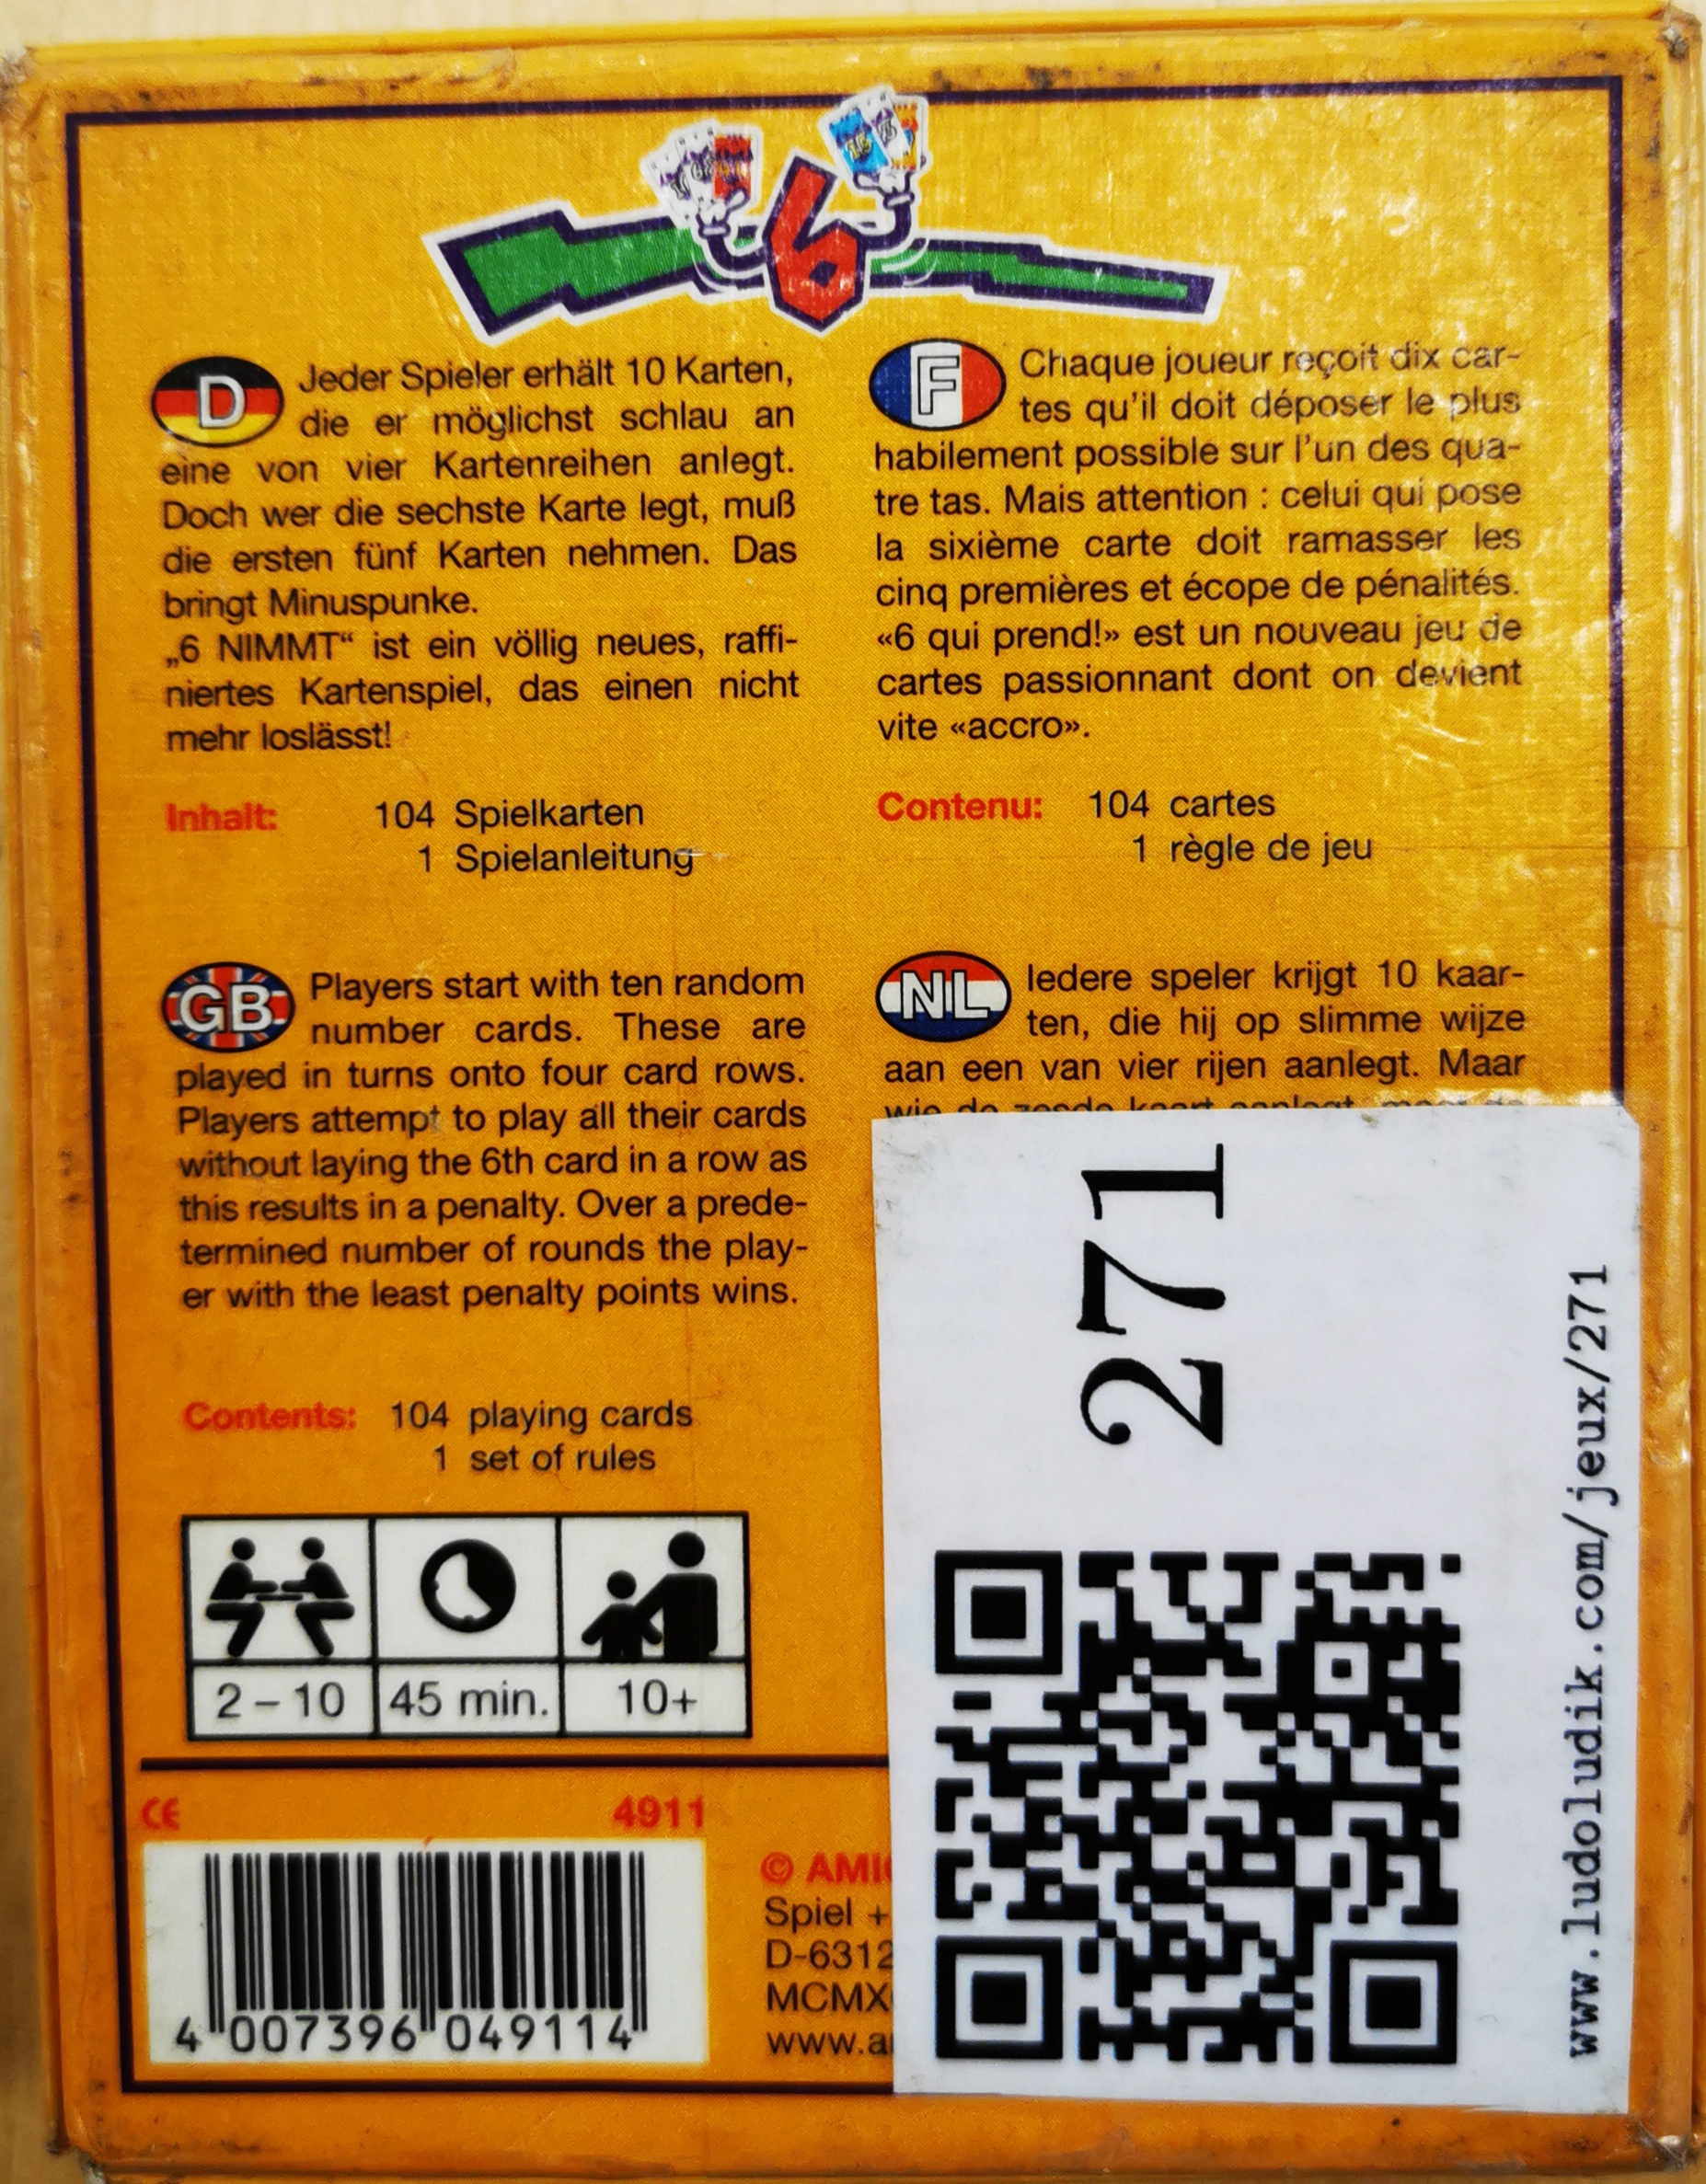 6
D
Jeder Spieler erhält 10 Karten,
die er möglichst schlau an
eine von vier Kartenreihen anlegt.
Doch wer die sechste Karte legt, muß
die ersten fünf Karten nehmen. Das
bringt Minuspunke.
„6 NIMMT“ ist ein völlig neues, raffi-
niertes Kartenspiel, das einen nicht
mehr loslässt!
Inhalt: 104 Spielkarten
1 Spielanleitung
F
Chaque joueur reçoit dix car-
tes qu'il doit déposer le plus
habilement possible sur l'un des qua-
tre tas. Mais attention : celui qui pose
la sixième carte doit ramasser les
cinq premières et écope de pénalités.
«6 qui prend!» est un nouveau jeu de
cartes passionnant dont on devient
vite «accro».
Contenu: 104 cartes
1 règle de jeu
GB
Players start with ten random
number cards. These are
played in turns onto four card rows.
Players attempt to play all their cards
without laying the 6th card in a row as
this results in a penalty. Over a prede-
termined number of rounds the play-
er with the least penalty points wins.
Contents: 104 playing cards
1 set of rules
NL
Iedere speler krijgt 10 kaar-
ten, die hij op slimme wijze
aan een van vier rijen aanlegt. Maar
2 – 10 45 min. 10+
CE 4911
4 007396 049114
© AMI
Spiel +
D-6312
MCMX
www.a
271
www.ludoludik.com/jeux/271